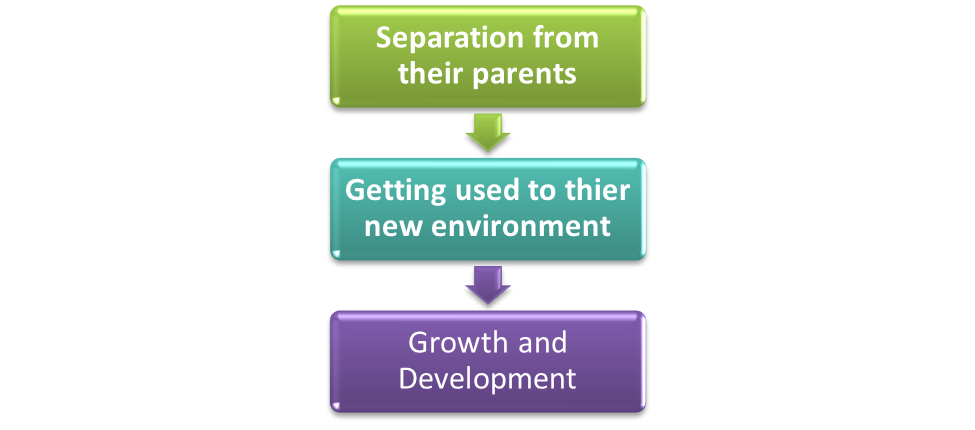 Separation from
their parents
Getting used to thier
new environment
Growth and
Development